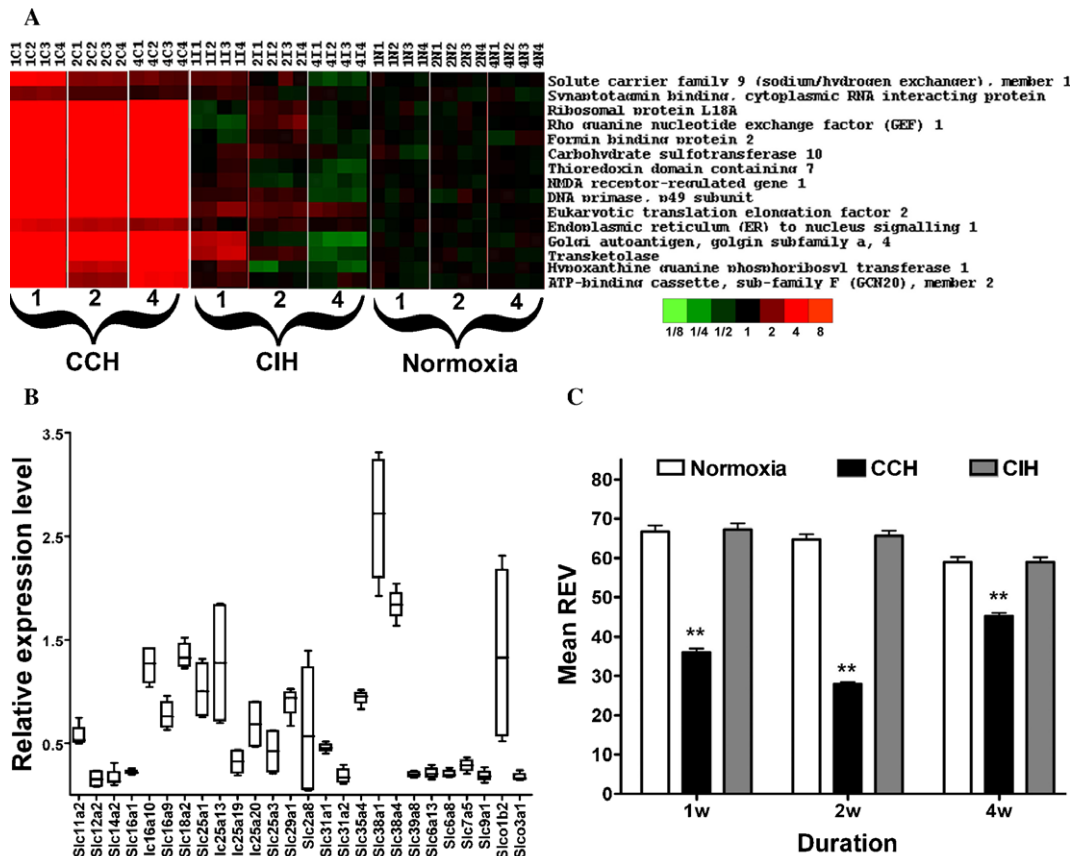 A
1C1 1C2 1C3 1C4 2C1 2C2 2C3 2C4 4C1 4C2 4C3 4C4 1I1 1I2 1I3 1I4 2I1 2I2 2I3 2I4 4I1 4I2 4I3 4I4 1N1 1N2 1N3 1N4 2N1 2N2 2N3 2N4 4N1 4N2 4N3 4N4
Solute carrier family 9 (sodium/hydrogen exchanger), member 1
Synaptotagmin binding, cytoplasmic RNA interacting protein
Ribosomal protein L18A
Rho guanine nucleotide exchange factor (GEF) 1
Formin binding protein 2
Carbohydrate sulfotransferase 10
Thioredoxin domain containing 7
NMDA receptor-regulated gene 1
DNA primase, p49 subunit
Eukaryotic translation elongation factor 2
Endoplasmic reticulum (ER) to nucleus signalling 1
Golgi autoantigen, golgin subfamily a, 4
Transketolase
Hypoxanthine guanine phosphoribosyl transferase 1
ATP-binding cassette, sub-family F (GCN20), member 2
1 2 4 1 2 4 1 2 4
CCH CIH Normoxia
1/8 1/4 1/2 1 2 4 8
B
Relative expression level
3.5
2.5
1.5
0.5
Slc11a2 Slc12a2 Slc14a2 Slc16a1 lc16a10 Slc16a9 Slc18a2 Slc25a1 lc25a13 lc25a19 lc25a20 Slc25a3 Slc29a1 Slc2a8 Slc31a1 Slc31a2 Slc35a4 Slc38a1 Slc38a4 Slc39a8 Slc6a13 Slc6a8 Slc7a5 Slc9a1 Slco1b2 Slco3a1
C
Normoxia CCH CIH
Mean REV
80
70
60
50
40
30
20
10
0
** ** **
1w 2w 4w
Duration